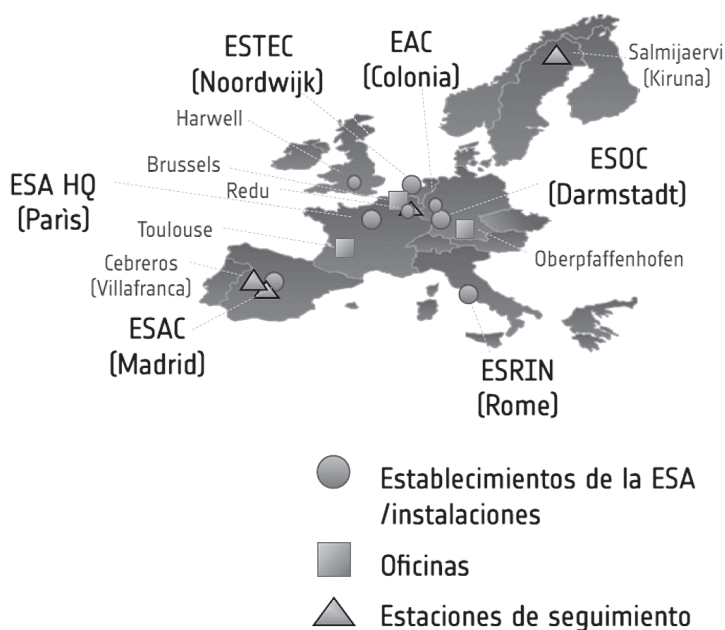 ESTEC
(Noordwijk)
EAC
(Colonia)
Salmijaervi
(Kiruna)
Harwell
Brussels
Redu
ESA HQ
(Parìs)
ESOC
(Darmstadt)
Toulouse
Oberpfaffenhofen
Cebreros
(Villafranca)
ESAC
(Madrid)
ESRIN
(Rome)
Establecimientos de la ESA
/instalaciones
Oficinas
Estaciones de seguimiento